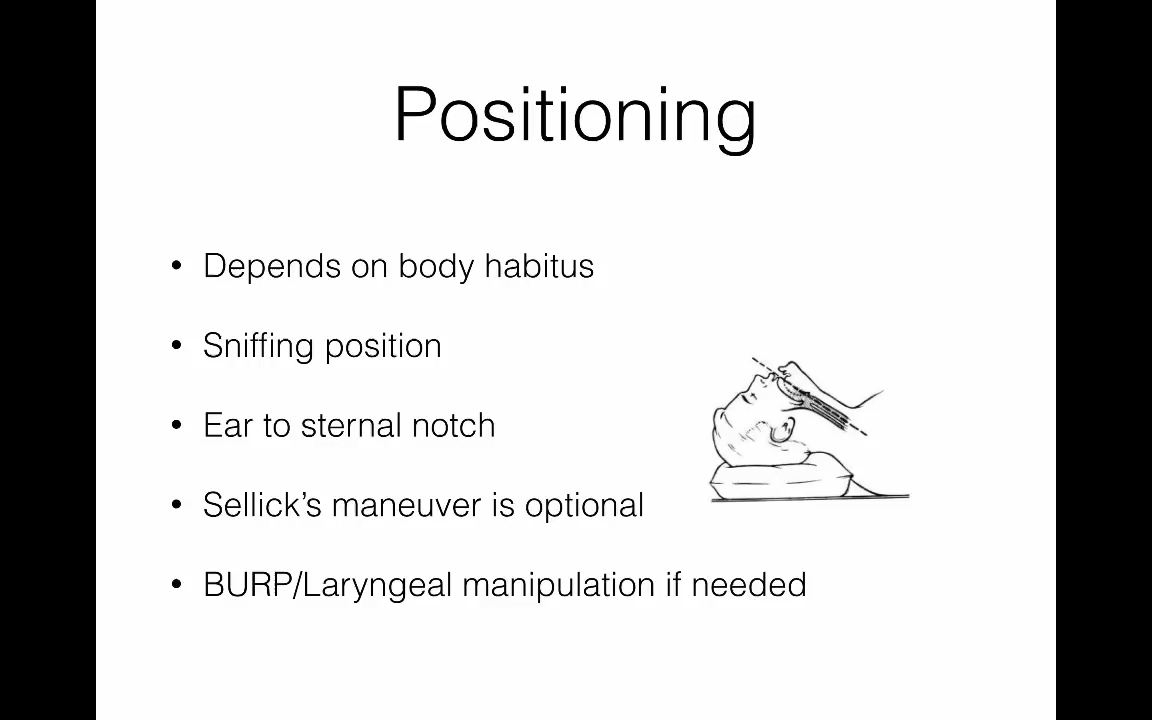 Positioning
• Depends on body habitus
• Sniffing position
• Ear to sternal notch
• Sellick’s maneuver is optional
• BURP/Laryngeal manipulation if needed